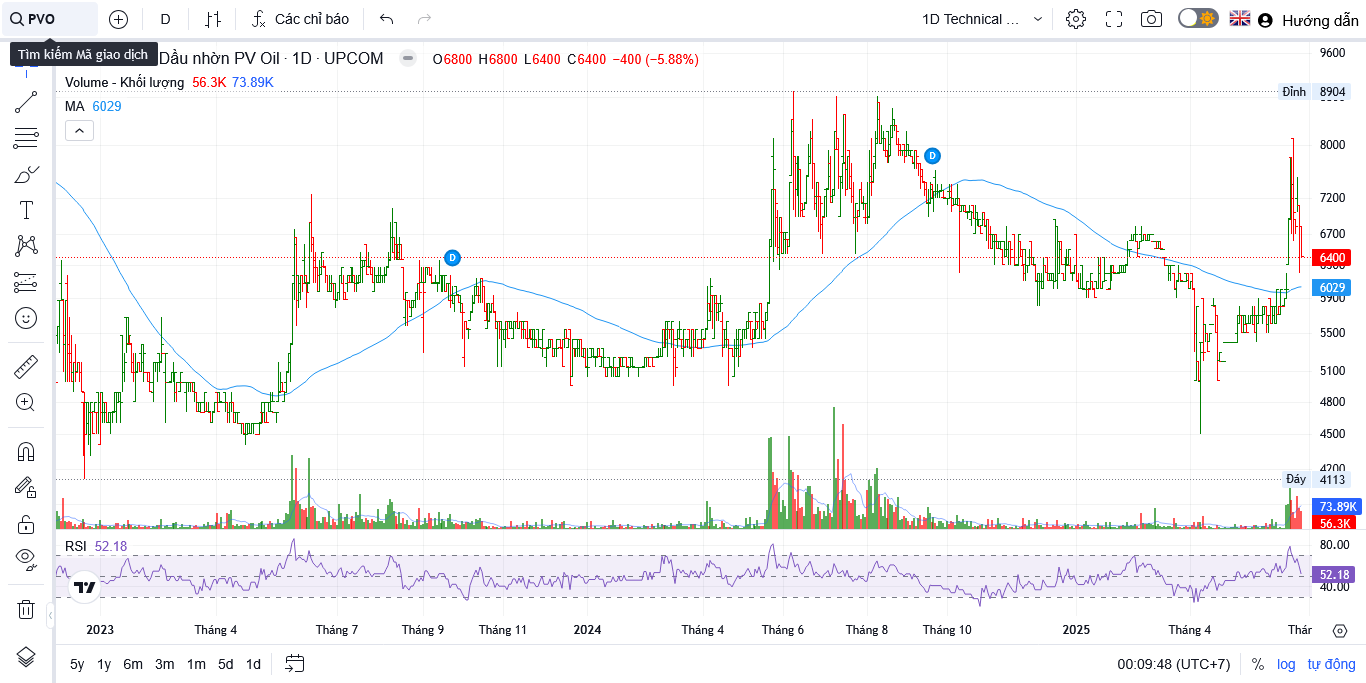 PVO
D
Các chỉ báo
1D Technical ...
Hướng dẫn
Tìm kiếm Mã giao dịch
Dầu nhờn PV Oil · 1D · UPCOM
O6800 H6800 L6400 C6400 −400 (−5.88%)
Volume - Khối lượng 56.3K 73.89K
MA 6029
D
D
9600
Đỉnh 8904
8000
7200
6700
6400
6029
5900
5500
5100
4800
4500
4200
Đáy 4113
73.89K
56.3K
RSI 52.18
80.00
52.18
40.00
2023 Tháng 4 Tháng 7 Tháng 9 Tháng 11 2024 Tháng 4 Tháng 6 Tháng 8 Tháng 10 2025 Tháng 4 Thár
5y 1y 6m 3m 1m 5d 1d
00:09:48 (UTC+7) % log tự động